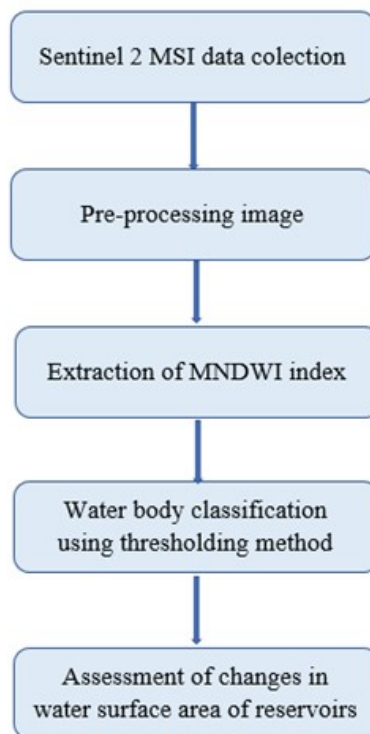 Sentinel 2 MSI data colection
Pre-processing image
Extraction of MNDWI index
Water body classification
using thresholding method
Assessment of changes in
water surface area of reservoirs